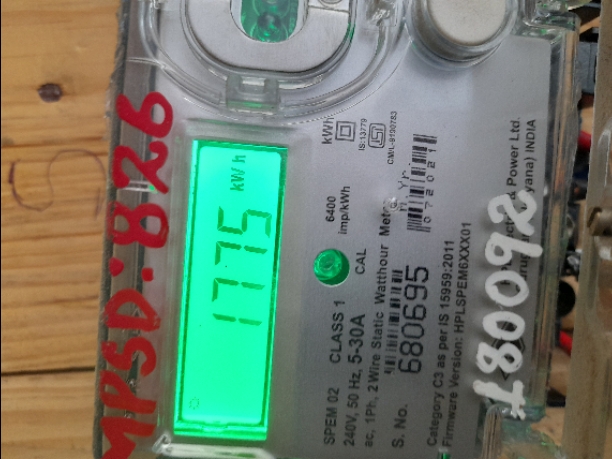 MPSD:826
1775 kWh
kWh
IS:13779
CM/L-9190783
6400
Imp/kWh
CAL
SPEM 02 CLASS 1
240V, 50 Hz, 5-30A
ac, 1Ph, 2 Wire Static Watthour Meter
S. No. 680695
Category C3 as per IS 15959:2011
Firmware Version: HPLSPEM6XXX01
& Power Ltd.
INDIA
180092